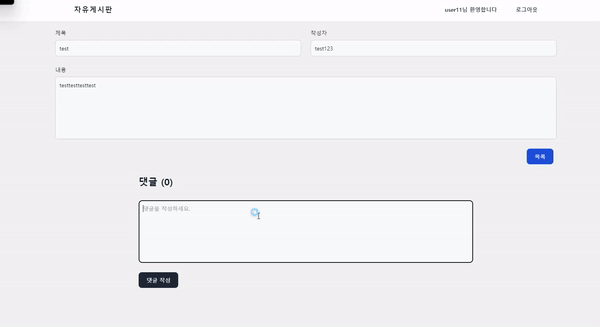 자유게시판
user11님 환영합니다
로그아웃
제목
작성자
test
test123
내용
testtesttesttest
목록
댓글 (0)
댓글을 작성하세요.
댓글 작성